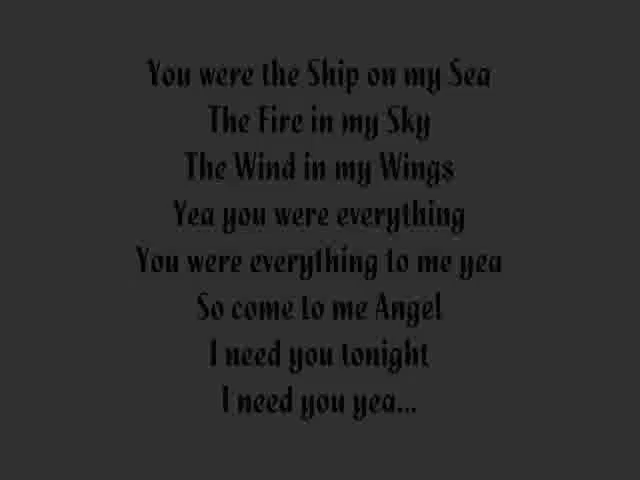 You were the Ship on my Sea
The Fire in my Sky
The Wind in my Wings
Yea you were everything
You were everything to me yea
So come to me Angel
I need you tonight
I need you yea...